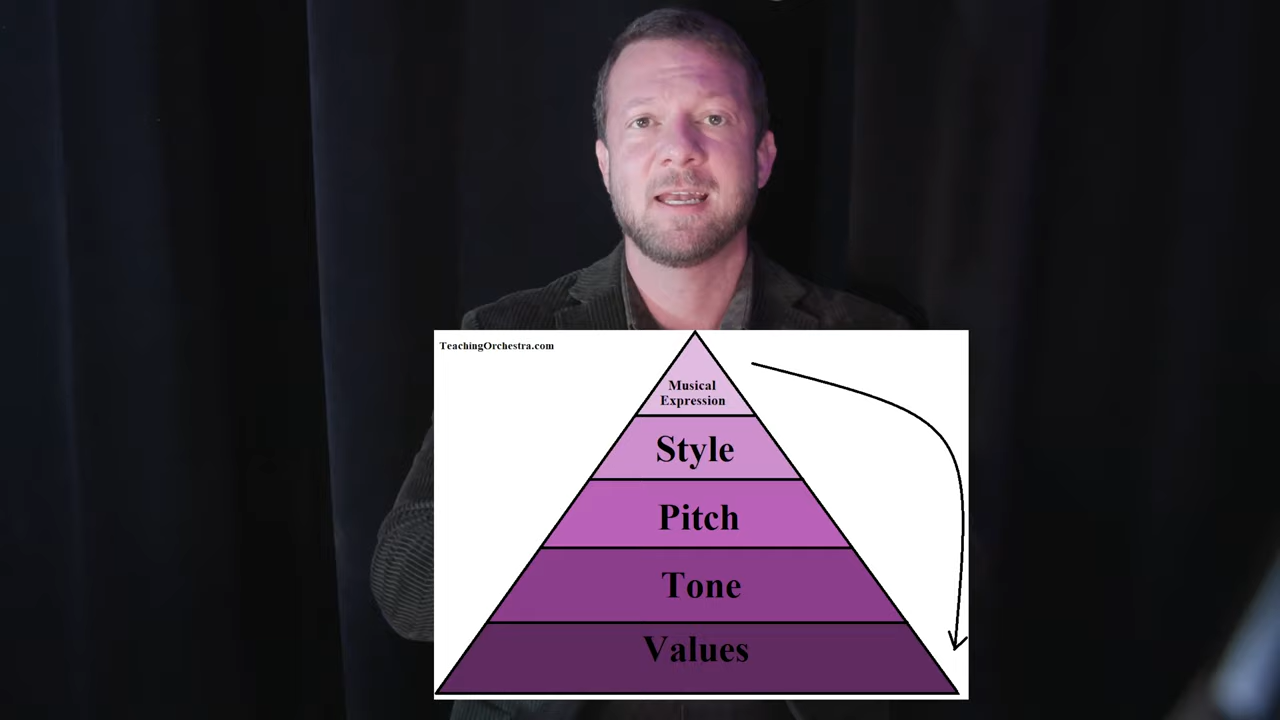 TeachingOrchestra.com
Musical
Expression
Style
Pitch
Tone
Values